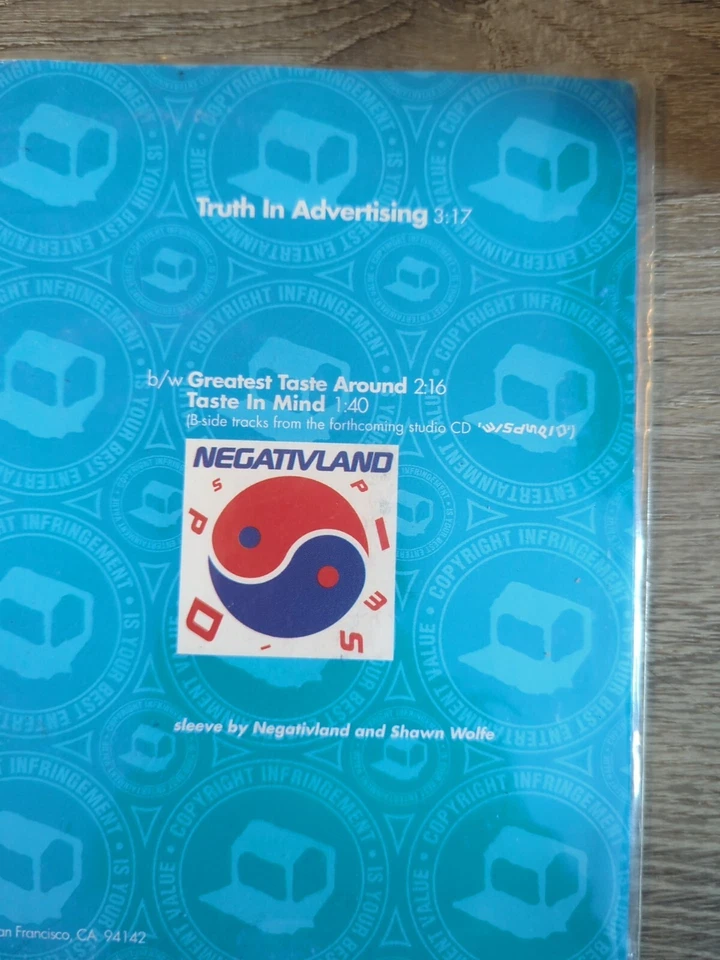 Truth In Advertising 3:17
b/w Greatest Taste Around 2:16
Taste In Mind 1:40
(B-side tracks from the forthcoming studio CD
NEGATIVLAND
S P
D I
D E
- S
sleeve by Negativland and Shawn Wolfe
an Francisco, CA 94142
COPYRIGHT INFRINGEMENT • IS YOUR BEST ENTERTAINMENT VALUE •